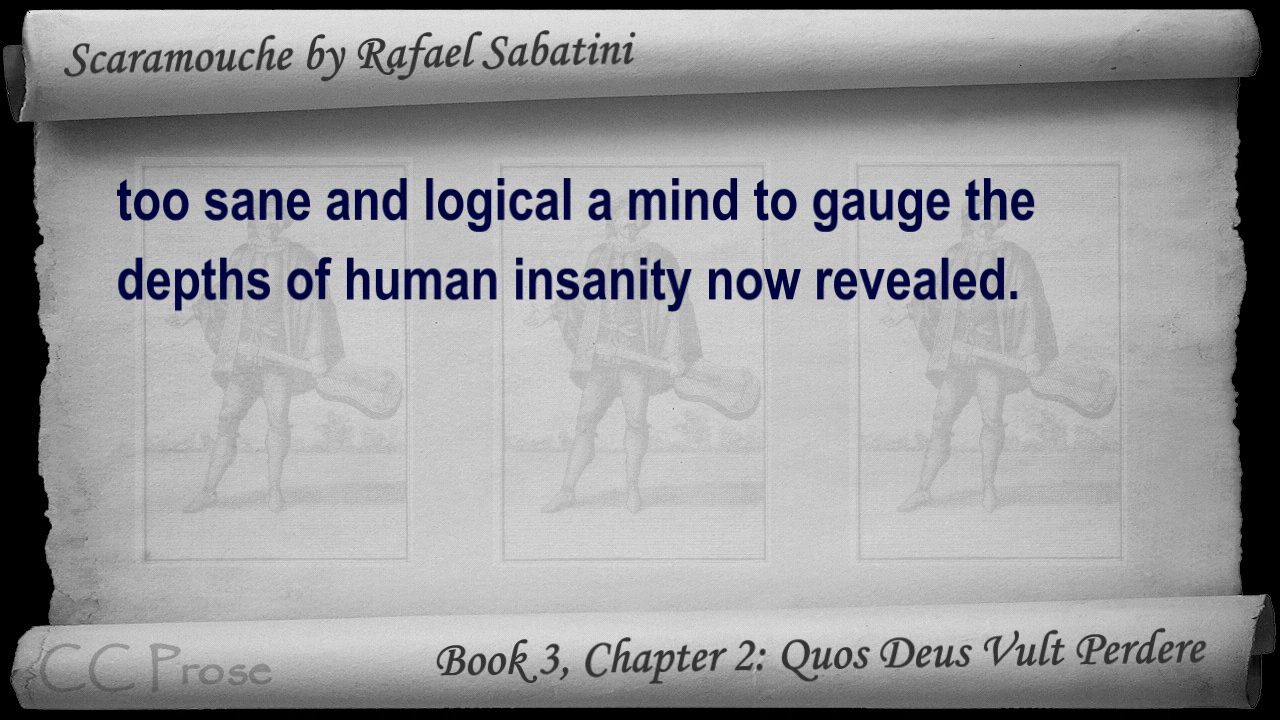 Scaramouche by Rafael Sabatini
too sane and logical a mind to gauge the
depths of human insanity now revealed.
CC Prose
Book 3, Chapter 2: Quos Deus Vult Perdere